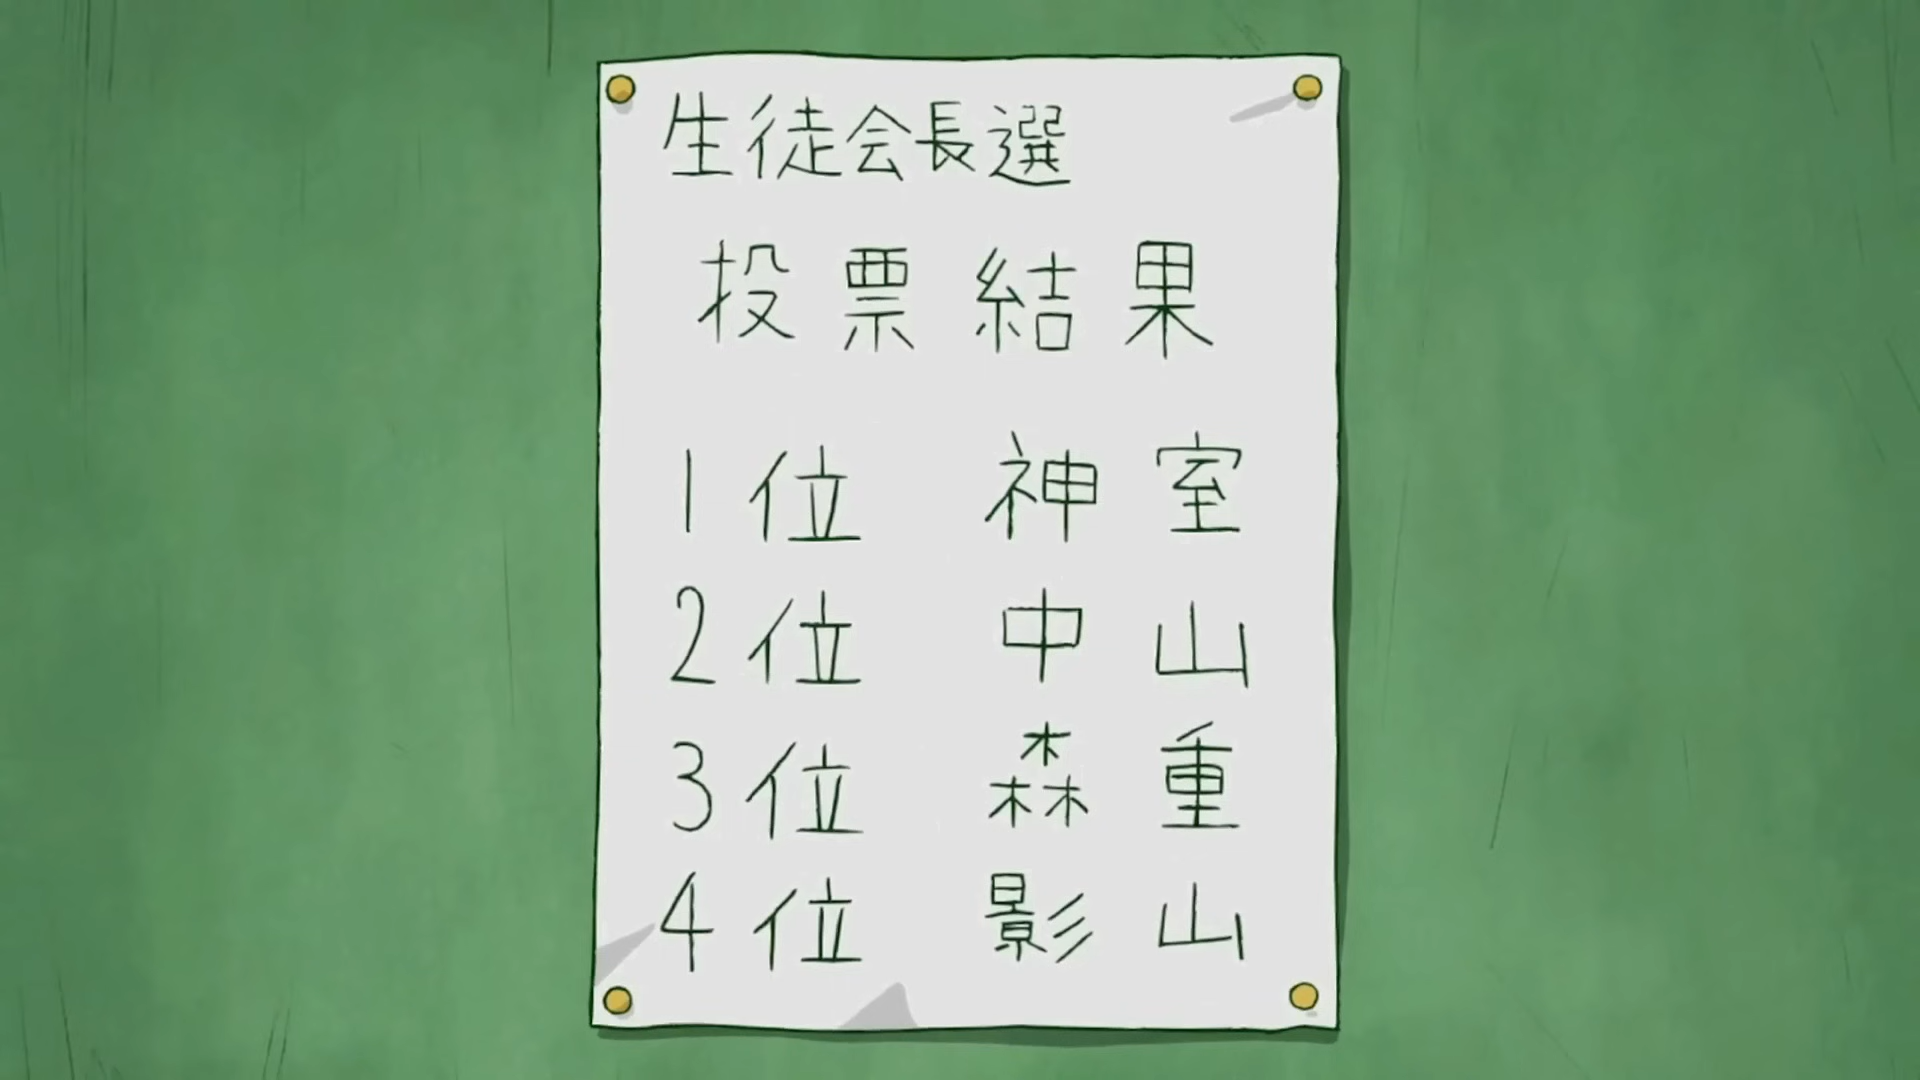 生徒会長選
投票結果
1位 神室
2位 中山
3位 森重
4位 影山